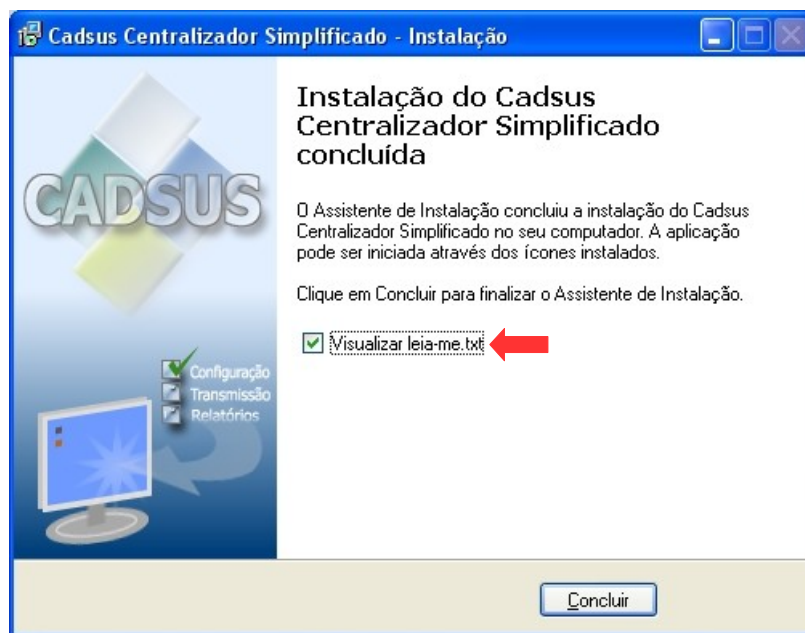 Cadsus Centralizador Simplificado - Instalação
Instalação do Cadsus
Centralizador Simplificado
concluída
CADSUS
O Assistente de Instalação concluiu a instalação do Cadsus
Centralizador Simplificado no seu computador. A aplicação
pode ser iniciada através dos ícones instalados.
Clique em Concluir para finalizar o Assistente de Instalação.
Visualizar leia-me.txt
Configuração
Transmissão
Relatórios
Concluir